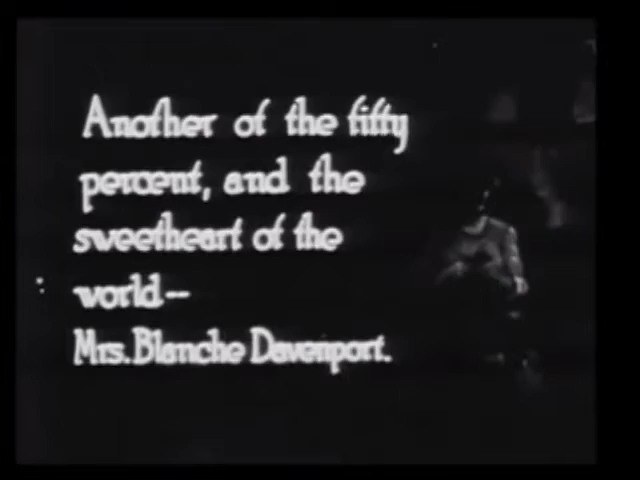 Another of the fifty
percent, and the
sweetheart of the
world--
Mrs. Blanche Davenport.